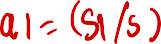 a1 = (S1/s)